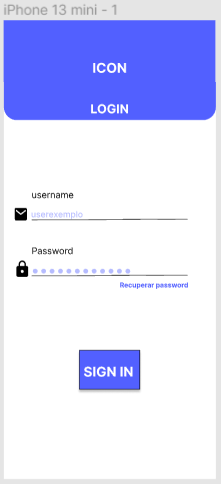 iPhone 13 mini - 1
ICON
LOGIN
username
userexemplo
Password
Recuperar password
SIGN IN